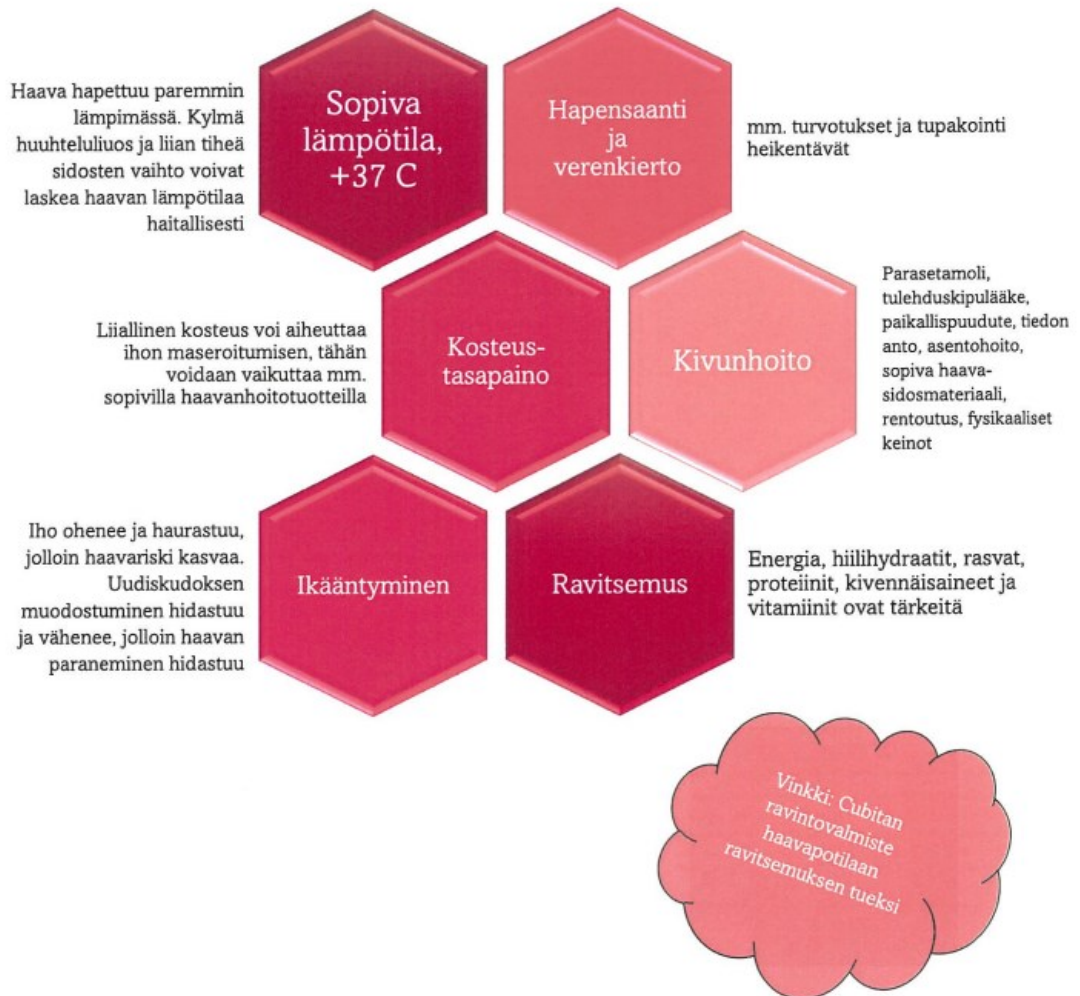 Haava hapettuu paremmin
lämpimässä. Kylmä
huuhteluliuos ja liian tiheä
sidosten vaihto voivat
laskea haavan lämpötilaa
haitallisesti
Sopiva
lämpötila,
+37 C
Hapensaanti
ja
verenkierto
mm. turvotukset ja tupakointi
heikentävät
Liiallinen kosteus voi aiheuttaa
ihon maseroitumisen, tähän
voidaan vaikuttaa mm.
sopivilla haavanhoitotuotteilla
Kosteus-
tasapaino
Kivunhoito
Parasetamoli,
tulehduskipulääke,
paikallispuudute, tiedon
anto, asentohoito,
sopiva haava-
sidosmateriaali,
rentoutus, fysikaaliset
keinot
Iho ohenee ja haurastuu,
jolloin haavariski kasvaa.
Uudiskudoksen
muodostuminen hidastuu
ja vähenee, jolloin haavan
paraneminen hidastuu
Ikääntyminen
Ravitsemus
Energia, hiilihydraatit, rasvat,
proteiinit, kivennäisaineet ja
vitamiinit ovat tärkeitä
Vinkki: Cubitan
ravintovalmiste
haavapotilaan
ravitsemuksen tueksi